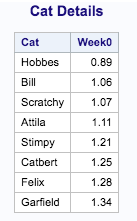 Cat Details
Cat Week0
Hobbes 0.89
Bill 1.06
Scratchy 1.07
Attila 1.11
Stimpy 1.21
Catbert 1.25
Felix 1.28
Garfield 1.34